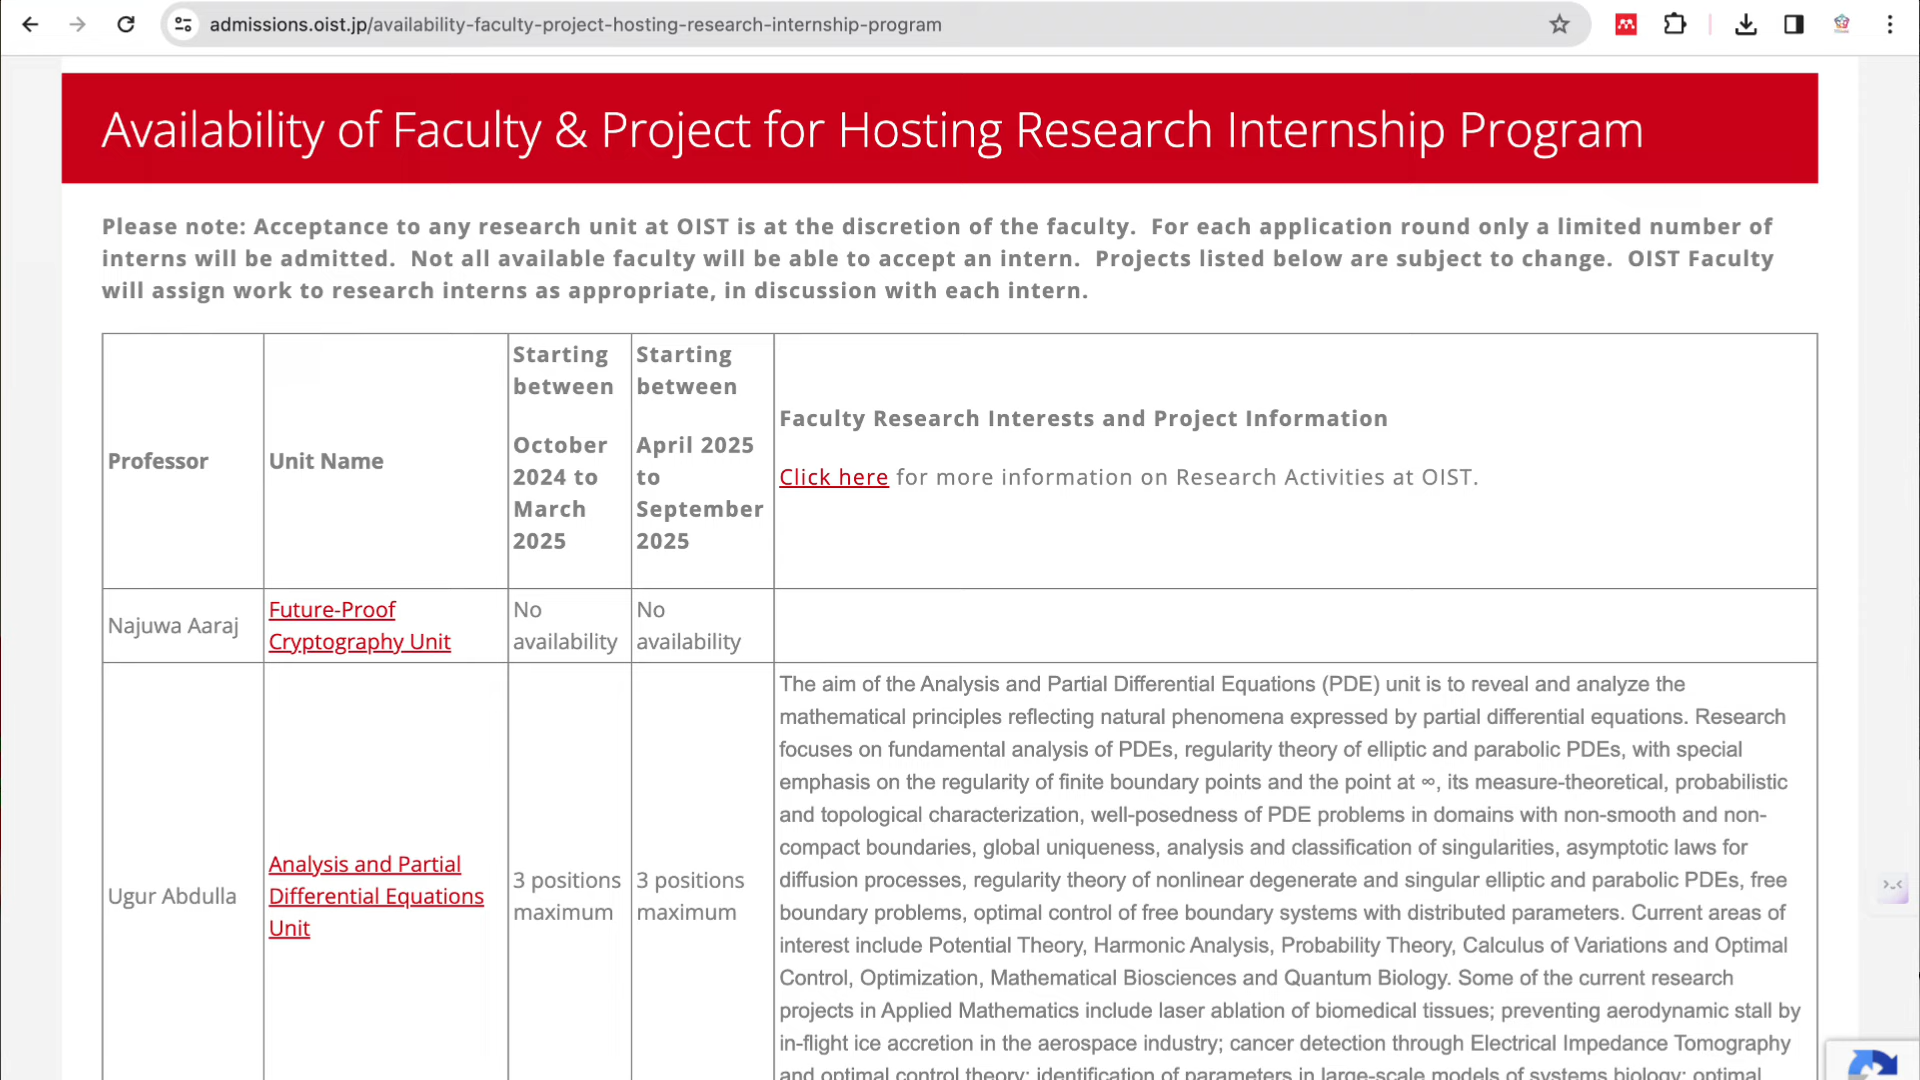 admissions.oist.jp/availability-faculty-project-hosting-research-internship-program
Availability of Faculty & Project for Hosting Research Internship Program
Please note: Acceptance to any research unit at OIST is at the discretion of the faculty.  For each application round only a limited number of
interns will be admitted.  Not all available faculty will be able to accept an intern.  Projects listed below are subject to change.  OIST Faculty
will assign work to research interns as appropriate, in discussion with each intern.
Professor
Unit Name
Starting
between
October
2024 to
March
2025
Starting
between
April 2025
to
September
2025
Faculty Research Interests and Project Information
Click here for more information on Research Activities at OIST.
Najuwa Aaraj
Future-Proof
Cryptography Unit
No
availability
No
availability
Ugur Abdulla
Analysis and Partial
Differential Equations
Unit
3 positions
maximum
3 positions
maximum
The aim of the Analysis and Partial Differential Equations (PDE) unit is to reveal and analyze the
mathematical principles reflecting natural phenomena expressed by partial differential equations. Research
focuses on fundamental analysis of PDEs, regularity theory of elliptic and parabolic PDEs, with special
emphasis on the regularity of finite boundary points and the point at ∞, its measure-theoretical, probabilistic
and topological characterization, well-posedness of PDE problems in domains with non-smooth and non-
compact boundaries, global uniqueness, analysis and classification of singularities, asymptotic laws for
diffusion processes, regularity theory of nonlinear degenerate and singular elliptic and parabolic PDEs, free
boundary problems, optimal control of free boundary systems with distributed parameters. Current areas of
interest include Potential Theory, Harmonic Analysis, Probability Theory, Calculus of Variations and Optimal
Control, Optimization, Mathematical Biosciences and Quantum Biology. Some of the current research
projects in Applied Mathematics include laser ablation of biomedical tissues; preventing aerodynamic stall by
in-flight ice accretion in the aerospace industry; cancer detection through Electrical Impedance Tomography
and optimal control theory; identification of parameters in large-scale models of systems biology; optimal